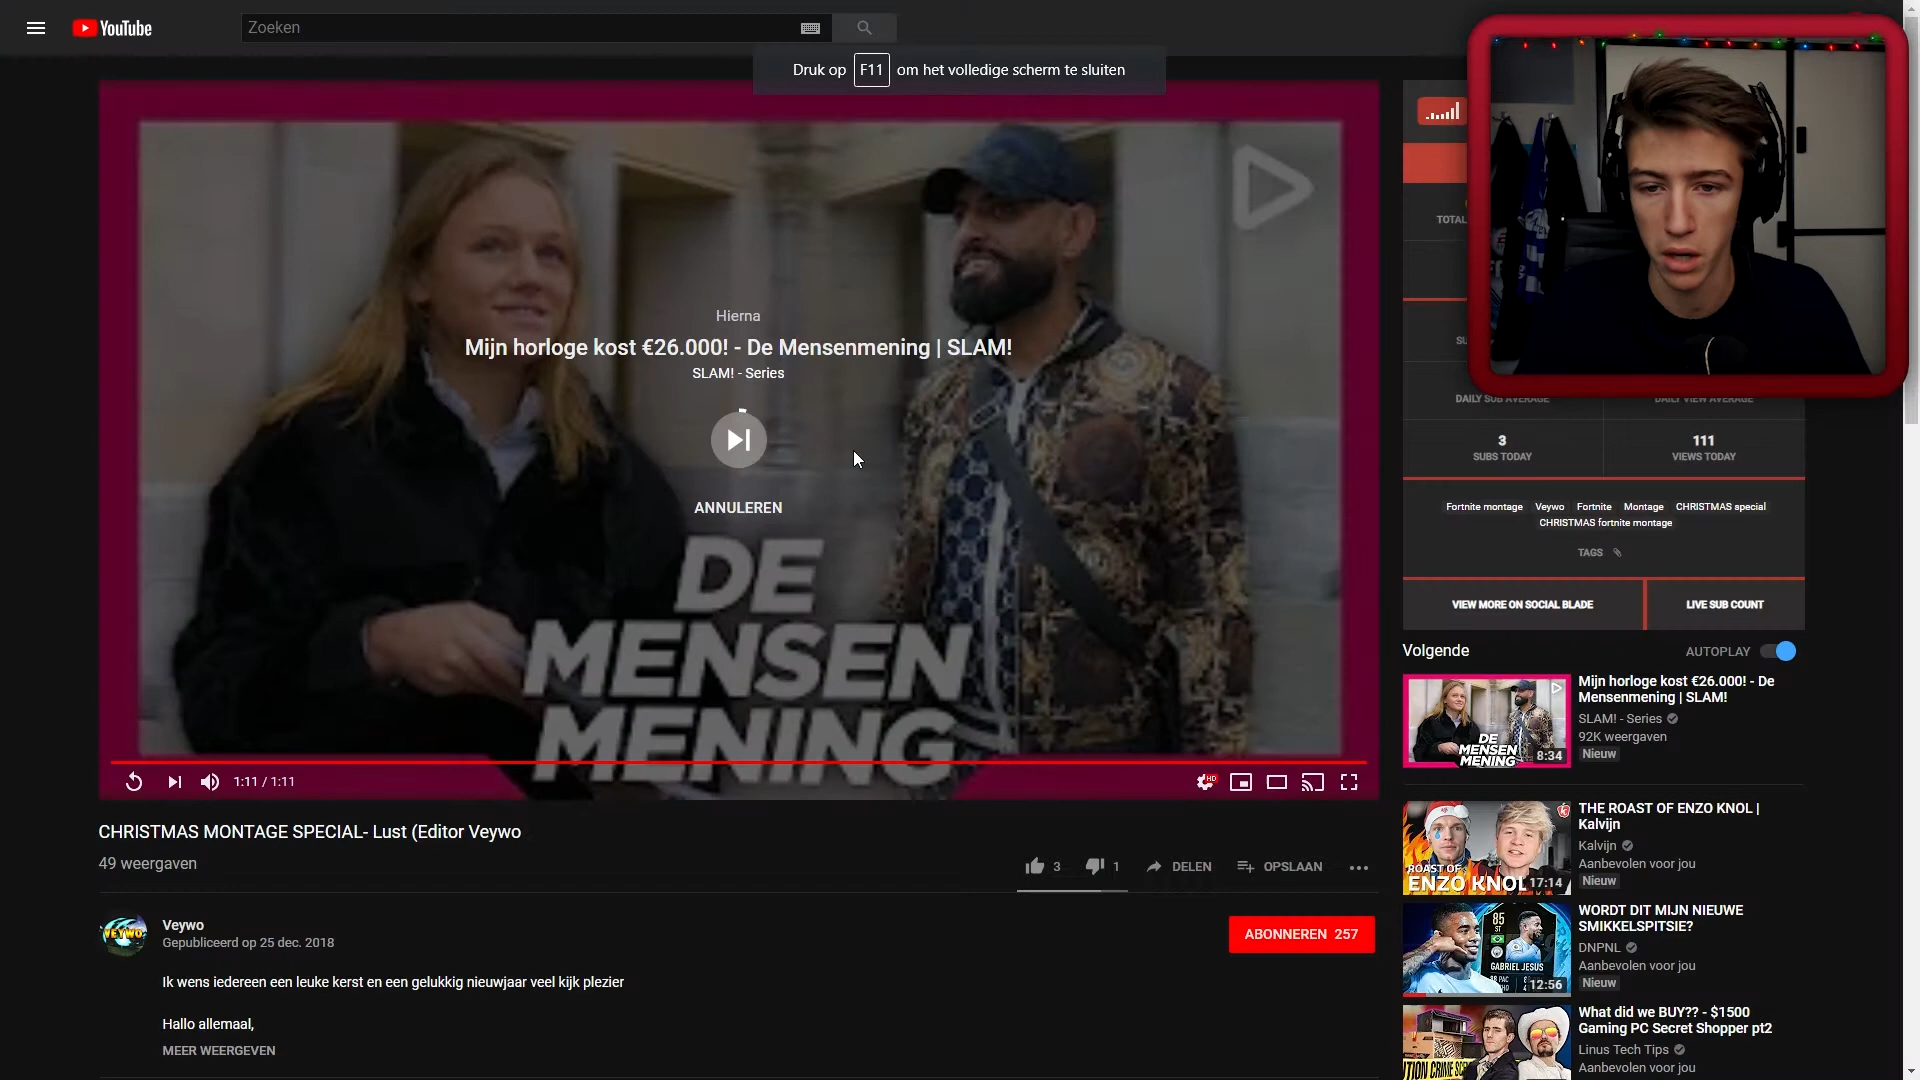 YouTube
Zoeken
Druk op F11 om het volledige scherm te sluiten
Hierna
Mijn horloge kost €26.000! - De Mensenmening | SLAM!
SLAM! - Series
ANNULEREN
DE
MENSEN
MENING
1:11 / 1:11
HD
CHRISTMAS MONTAGE SPECIAL- Lust (Editor Veywo
49 weergaven
3
1
DELEN
OPSLAAN
VEYWO
Veywo
Gepubliceerd op 25 dec. 2018
ABONNEREN 257
Ik wens iedereen een leuke kerst en een gelukkig nieuwjaar veel kijk plezier
Hallo allemaal,
MEER WEERGEVEN
TOTAL
SU
DAILY SUB AVERAGE
DAILY VIEW AVERAGE
3
SUBS TODAY
111
VIEWS TODAY
Fortnite montage Veywo Fortnite Montage CHRISTMAS special
CHRISTMAS fortnite montage
TAGS
VIEW MORE ON SOCIAL BLADE
LIVE SUB COUNT
Volgende
AUTOPLAY
DE
MENSEN
MENING
8:34
Mijn horloge kost €26.000! - De
Mensenmening | SLAM!
SLAM! - Series
92K weergaven
Nieuw
ROAST OF
ENZO KNOL
17:14
THE ROAST OF ENZO KNOL |
Kalvijn
Kalvijn
Aanbevolen voor jou
Nieuw
85
ST
GABRIEL JESUS
12:56
WORDT DIT MIJN NIEUWE
SMIKKELSPITSIE?
DNPNL
Aanbevolen voor jou
Nieuw
What did we BUY?? - $1500
Gaming PC Secret Shopper pt2
Linus Tech Tips
Aanbevolen voor jou